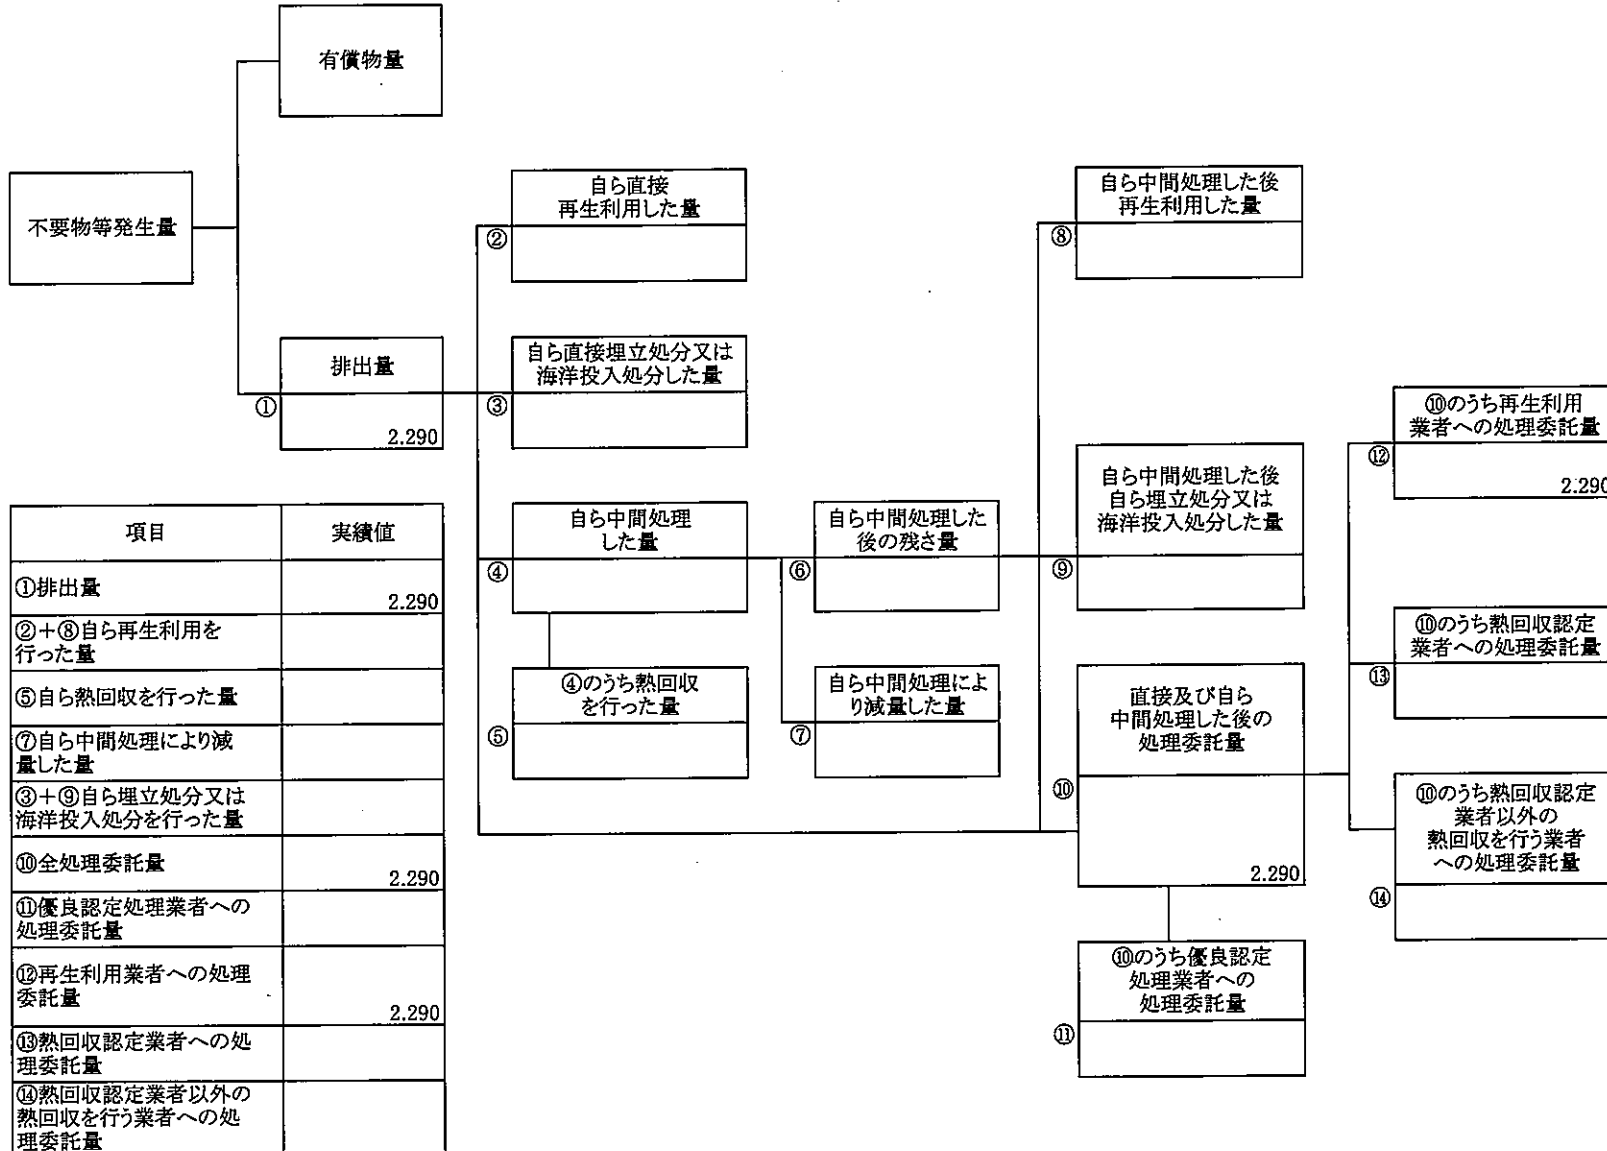 有償物量
不要物等発生量
自ら直接
再生利用した量
②
自ら中間処理した後
再生利用した量
⑧
排出量
①
2.290
自ら直接埋立処分又は
海洋投入処分した量
③
⑩のうち再生利用
業者への処理委託量
⑫
2.290
自ら中間処理
した量
④
自ら中間処理した
後の残さ量
⑥
自ら中間処理した後
自ら埋立処分又は
海洋投入処分した量
⑨
④のうち熱回収
を行った量
⑤
自ら中間処理によ
り減量した量
⑦
直接及び自ら
中間処理した後の
処理委託量
⑩
2.290
⑩のうち熱回収認定
業者への処理委託量
⑬
⑩のうち熱回収認定
業者以外の
熱回収を行う業者
への処理委託量
⑭
⑩のうち優良認定
処理業者への
処理委託量
⑪
項目 実績値
①排出量
2.290
②+⑧自ら再生利用を
行った量
⑤自ら熱回収を行った量
⑦自ら中間処理により減
量した量
③+⑨自ら埋立処分又は
海洋投入処分を行った量
⑩全処理委託量
2.290
⑪優良認定処理業者への
処理委託量
⑫再生利用業者への処理
委託量
2.290
⑬熱回収認定業者への処
理委託量
⑭熱回収認定業者以外の
熱回収を行う業者への処
理委託量